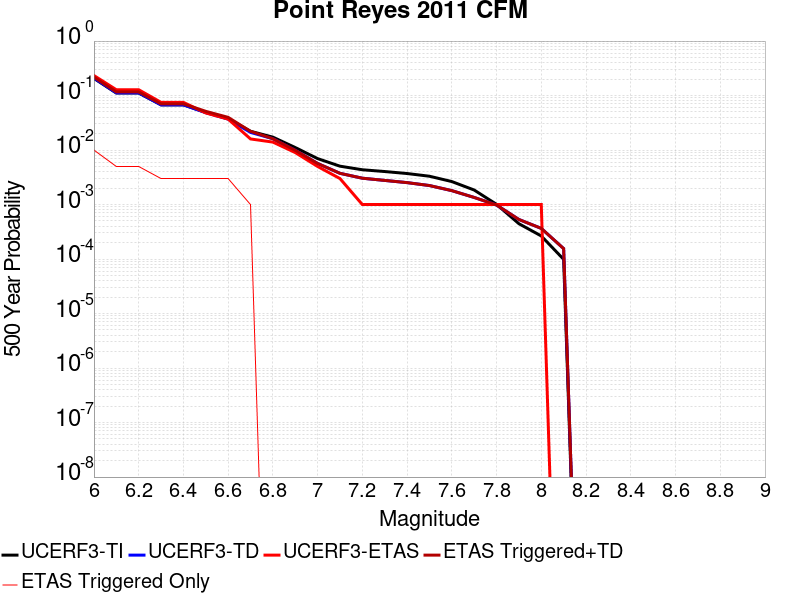 Point Reyes 2011 CFM
10 0
10 -1
10 -2
10 -3
10 -4
10 -5
10 -6
10 -7
10 -8
500 Year Probability
6 6.2 6.4 6.6 6.8 7 7.2 7.4 7.6 7.8 8 8.2 8.4 8.6 8.8 9
Magnitude
UCERF3-TI UCERF3-TD UCERF3-ETAS ETAS Triggered+TD
ETAS Triggered Only